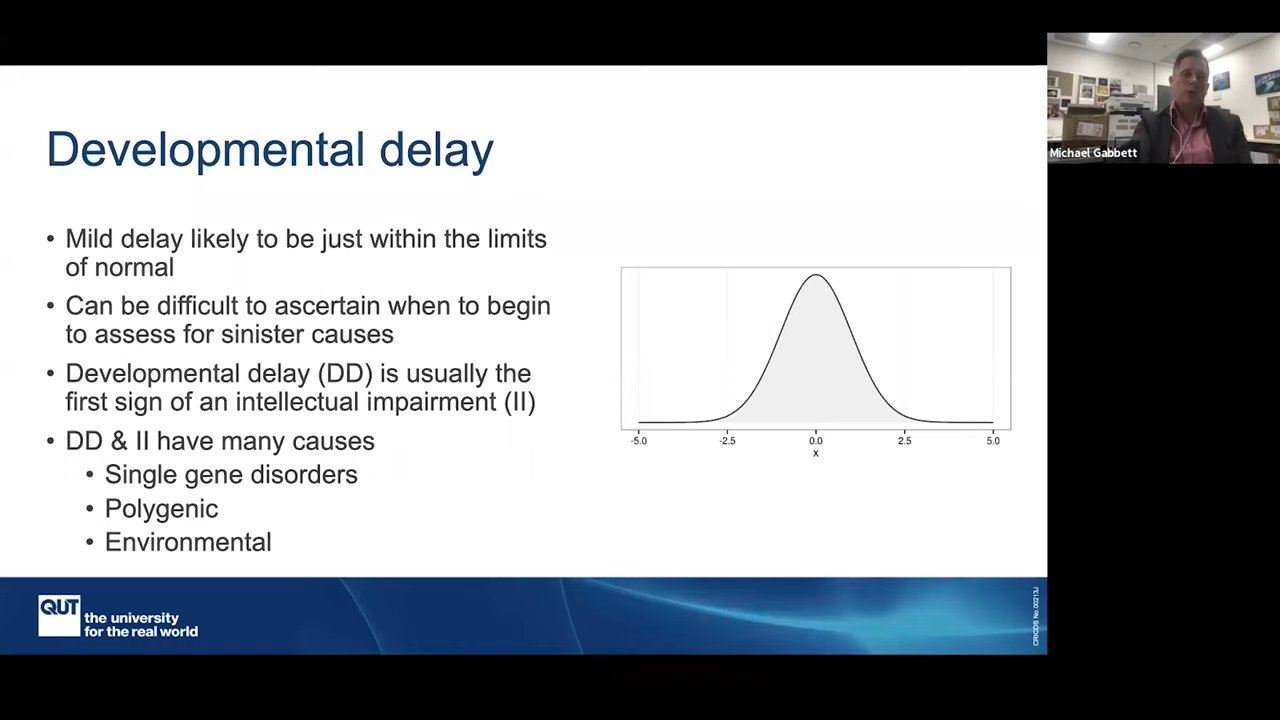 Michael Gabbett
Developmental delay
• Mild delay likely to be just within the limits
of normal
• Can be difficult to ascertain when to begin
to assess for sinister causes
• Developmental delay (DD) is usually the
first sign of an intellectual impairment (II)
• DD & II have many causes
• Single gene disorders
• Polygenic
• Environmental
-5.0 -2.5 0.0 2.5 5.0
x
QUT
the university
for the real world
CRICOS No.00213J